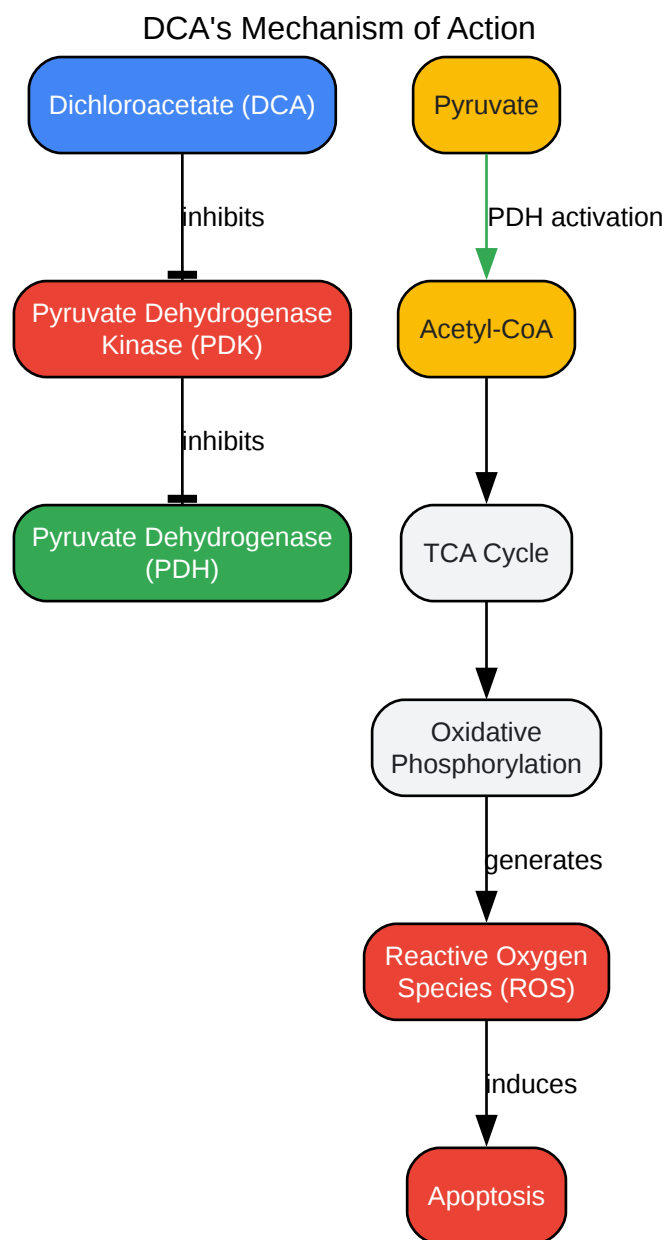 DCA's Mechanism of Action
Dichloroacetate (DCA)
inhibits
Pyruvate Dehydrogenase
Kinase (PDK)
inhibits
Pyruvate Dehydrogenase
(PDH)
Pyruvate
PDH activation
Acetyl-CoA
TCA Cycle
Oxidative
Phosphorylation
generates
Reactive Oxygen
Species (ROS)
induces
Apoptosis